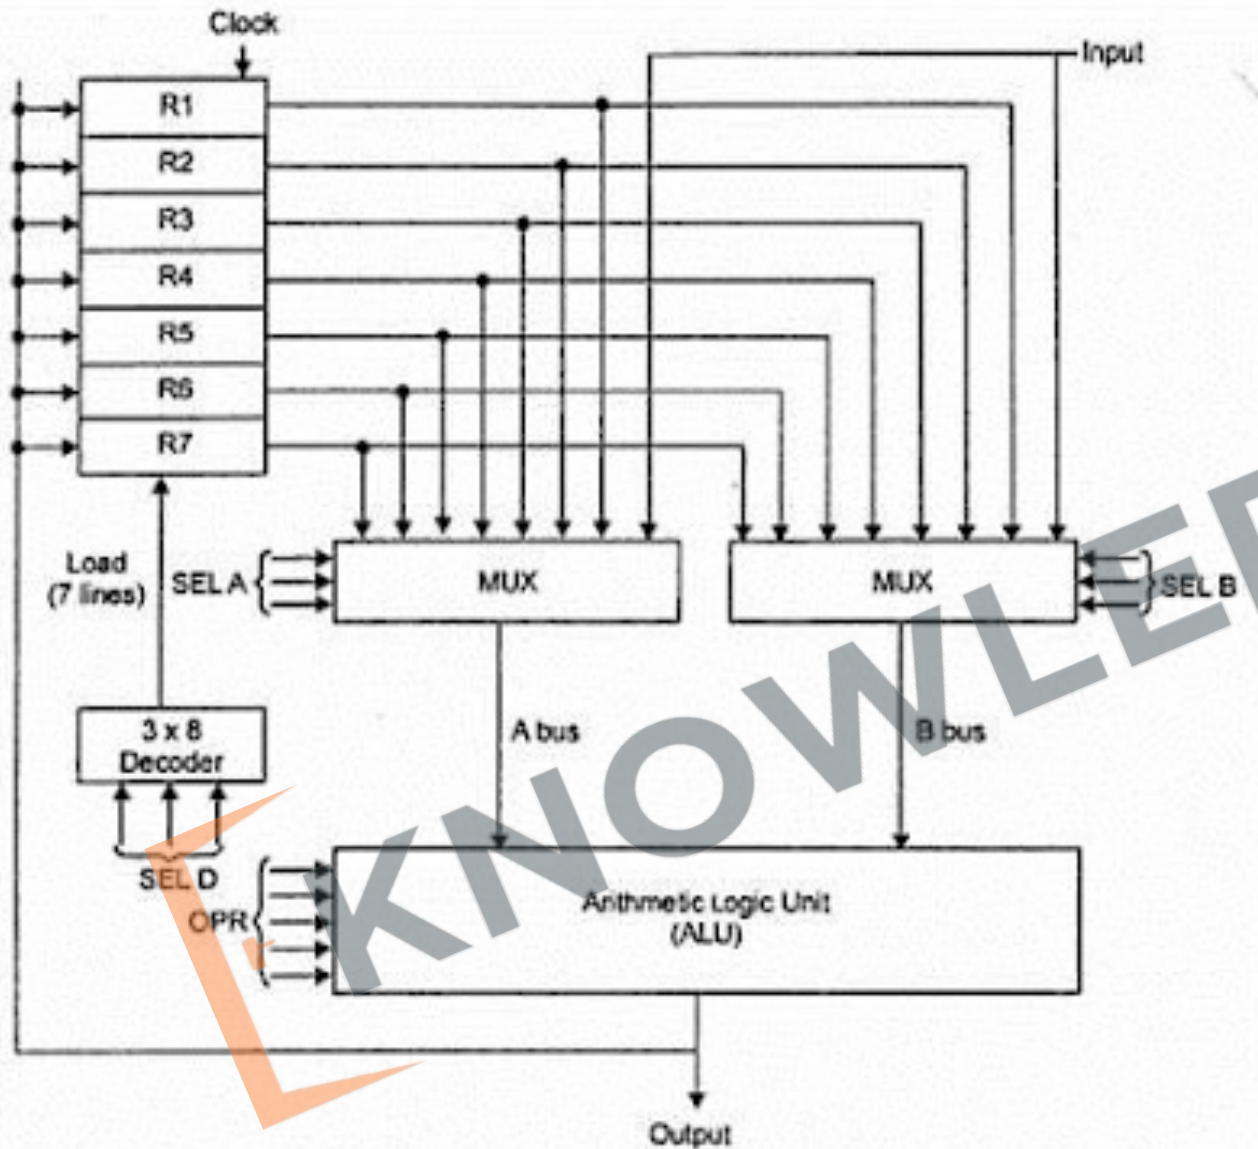 Clock
Input
R1
R2
R3
R4
R5
R6
R7
Load
(7 lines)
SEL A
MUX
MUX
SEL B
3 x 8
Decoder
A bus
B bus
SEL D
OPR
Arithmetic Logic Unit
(ALU)
Output